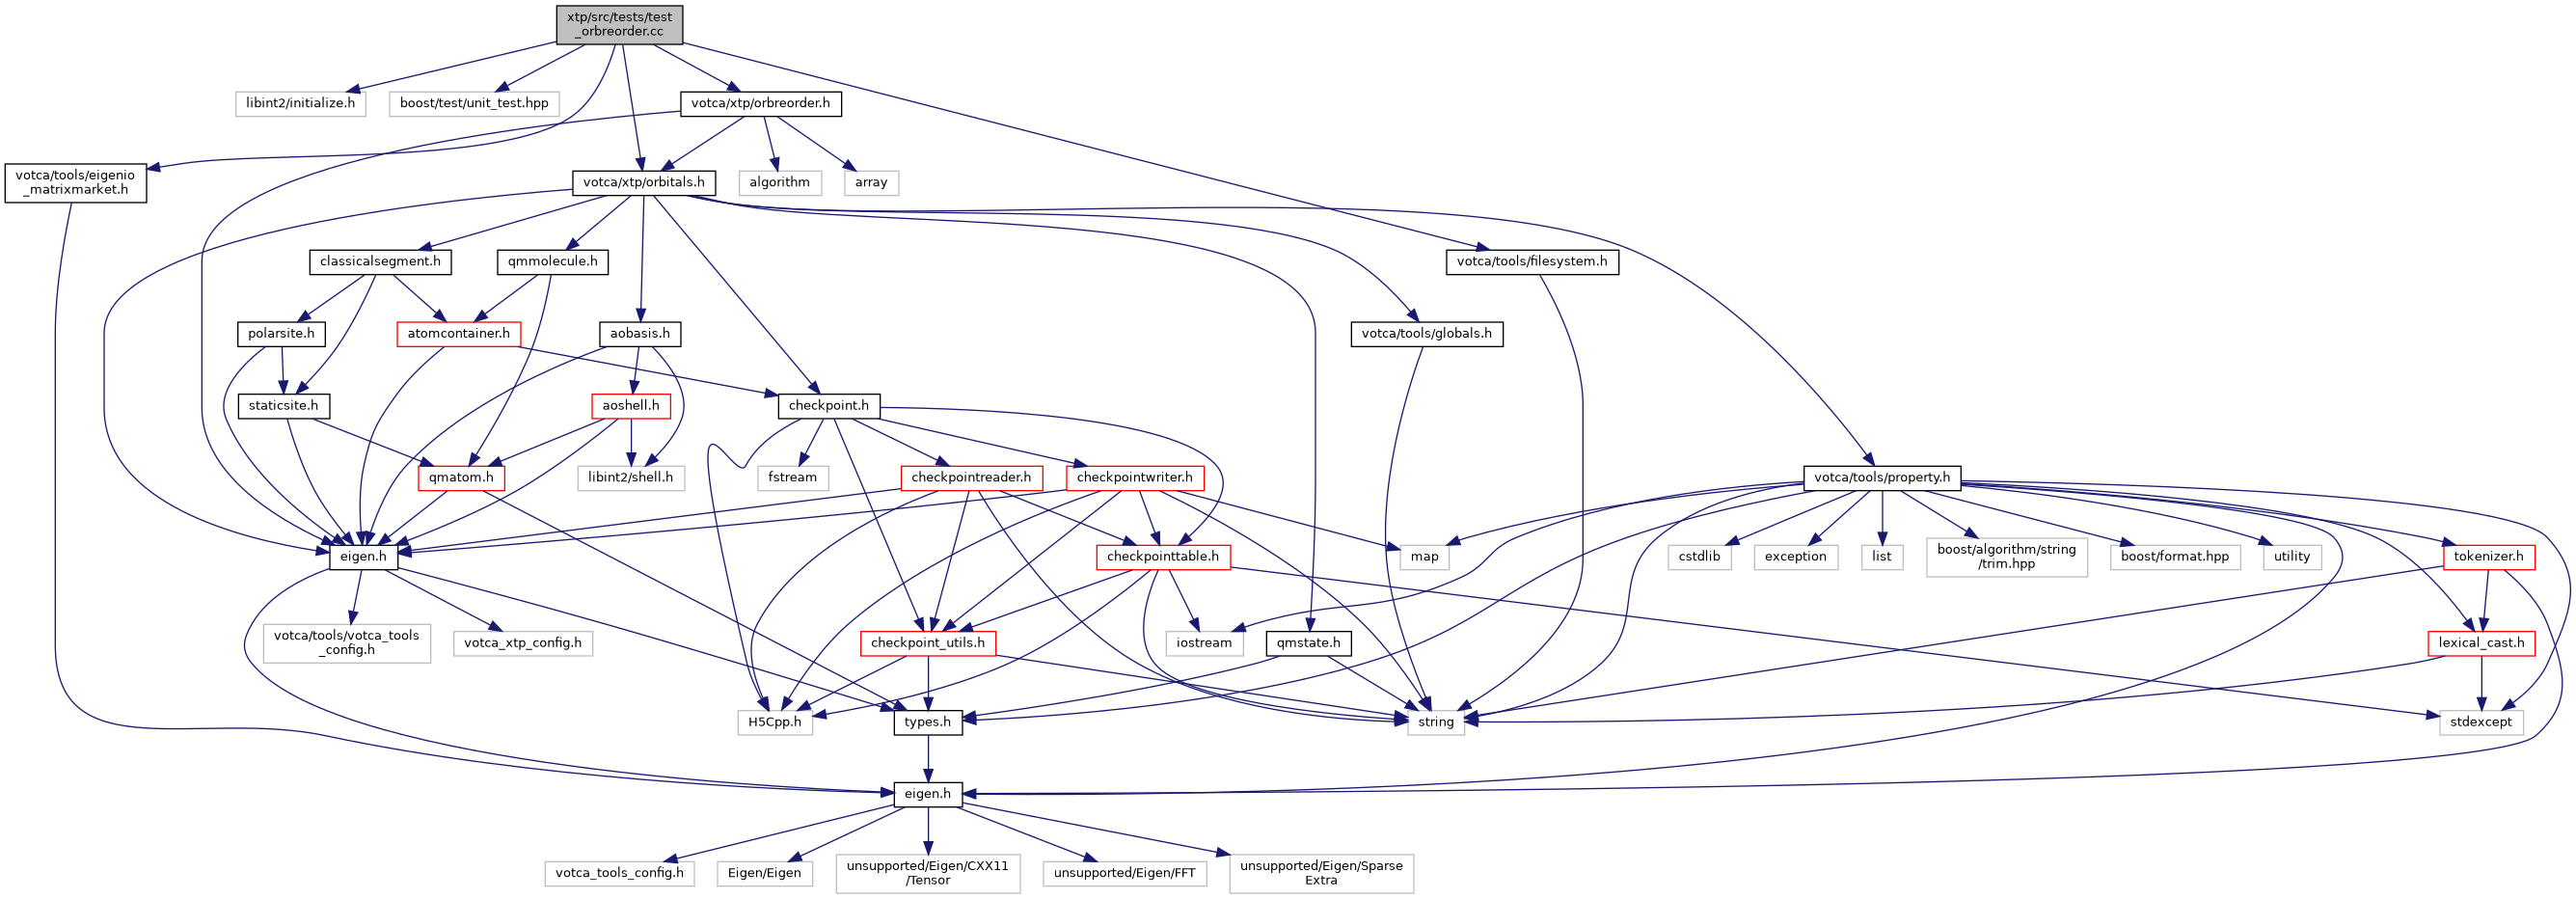 xtp/src/tests/test
_orbreorder.cc
libint2/initialize.h
boost/test/unit_test.hpp
votca/xtp/orbreorder.h
votca/tools/eigenio
_matrixmarket.h
votca/xtp/orbitals.h
algorithm
array
classicalsegment.h
qmmolecule.h
votca/tools/filesystem.h
polarsite.h
atomcontainer.h
aobasis.h
votca/tools/globals.h
staticsite.h
aoshell.h
checkpoint.h
qmatom.h
libint2/shell.h
fstream
checkpointreader.h
checkpointwriter.h
votca/tools/property.h
eigen.h
checkpointtable.h
map
cstdlib
exception
list
boost/algorithm/string
/trim.hpp
boost/format.hpp
utility
tokenizer.h
votca/tools/votca_tools
_config.h
votca_xtp_config.h
checkpoint_utils.h
iostream
qmstate.h
lexical_cast.h
H5Cpp.h
types.h
string
stdexcept
eigen.h
votca_tools_config.h
Eigen/Eigen
unsupported/Eigen/CXX11
/Tensor
unsupported/Eigen/FFT
unsupported/Eigen/Sparse
Extra